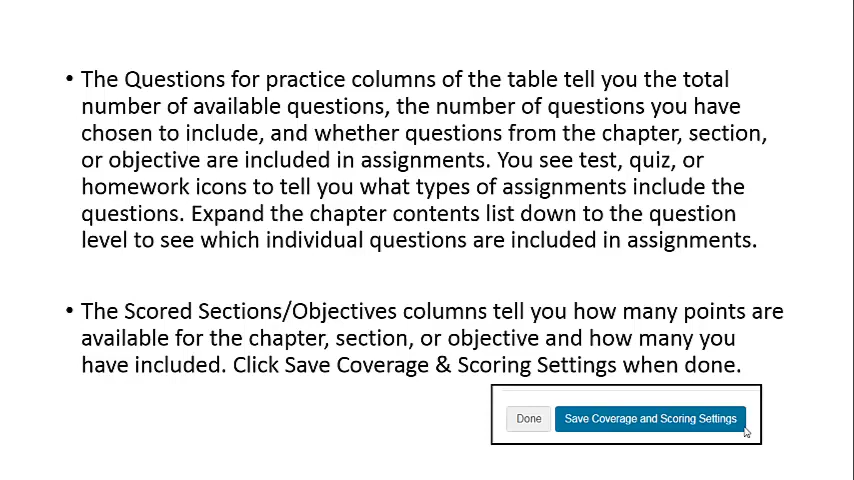 • The Questions for practice columns of the table tell you the total
number of available questions, the number of questions you have
chosen to include, and whether questions from the chapter, section,
or objective are included in assignments. You see test, quiz, or
homework icons to tell you what types of assignments include the
questions. Expand the chapter contents list down to the question
level to see which individual questions are included in assignments.
• The Scored Sections/Objectives columns tell you how many points are
available for the chapter, section, or objective and how many you
have included. Click Save Coverage & Scoring Settings when done.
Done Save Coverage and Scoring Settings